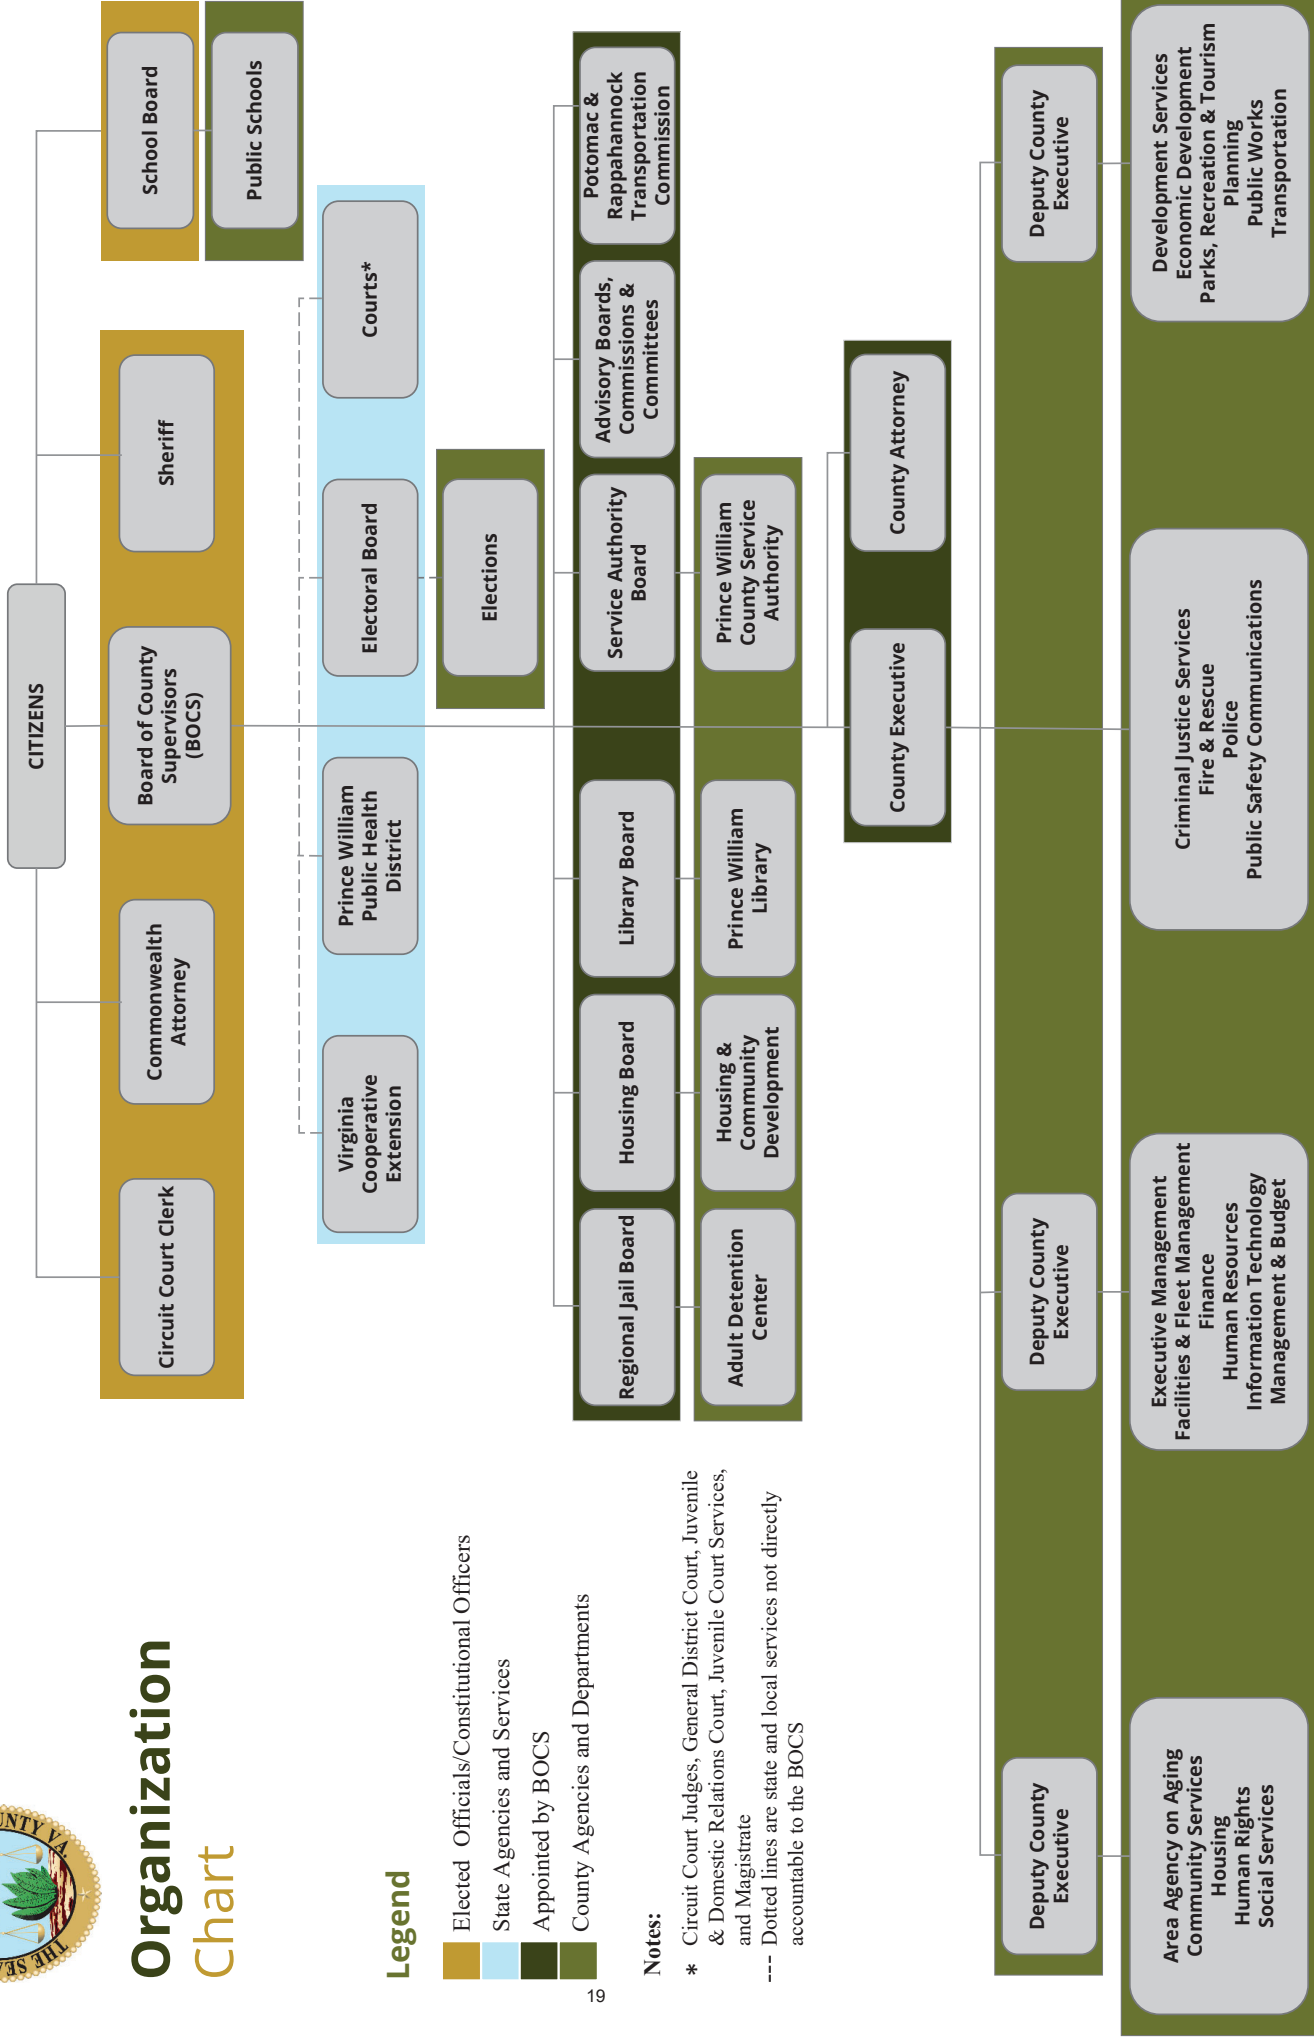 THE SEA
UNTY VA.
Organization
Chart
CITIZENS
Circuit Court Clerk
Commonwealth
Attorney
Board of County
Supervisors
(BOCS)
Sheriff
School Board
Public Schools
Virginia
Cooperative
Extension
Prince William
Public Health
District
Electoral Board
Courts*
Elections
Regional Jail Board
Housing Board
Library Board
Service Authority
Board
Advisory Boards,
Commissions &
Committees
Potomac &
Rappahannock
Transportation
Commission
Adult Detention
Center
Housing &
Community
Development
Prince William
Library
Prince William
County Service
Authority
County Executive
County Attorney
Deputy County
Executive
Deputy County
Executive
Deputy County
Executive
Area Agency on Aging
Community Services
Housing
Human Rights
Social Services
Executive Management
Facilities & Fleet Management
Finance
Human Resources
Information Technology
Management & Budget
Criminal Justice Services
Fire & Rescue
Police
Public Safety Communications
Development Services
Economic Development
Parks, Recreation & Tourism
Planning
Public Works
Transportation
Legend
Elected Officials/Constitutional Officers
State Agencies and Services
Appointed by BOCS
County Agencies and Departments
Notes:
* Circuit Court Judges, General District Court, Juvenile
& Domestic Relations Court, Juvenile Court Services,
and Magistrate
--- Dotted lines are state and local services not directly
accountable to the BOCS
19